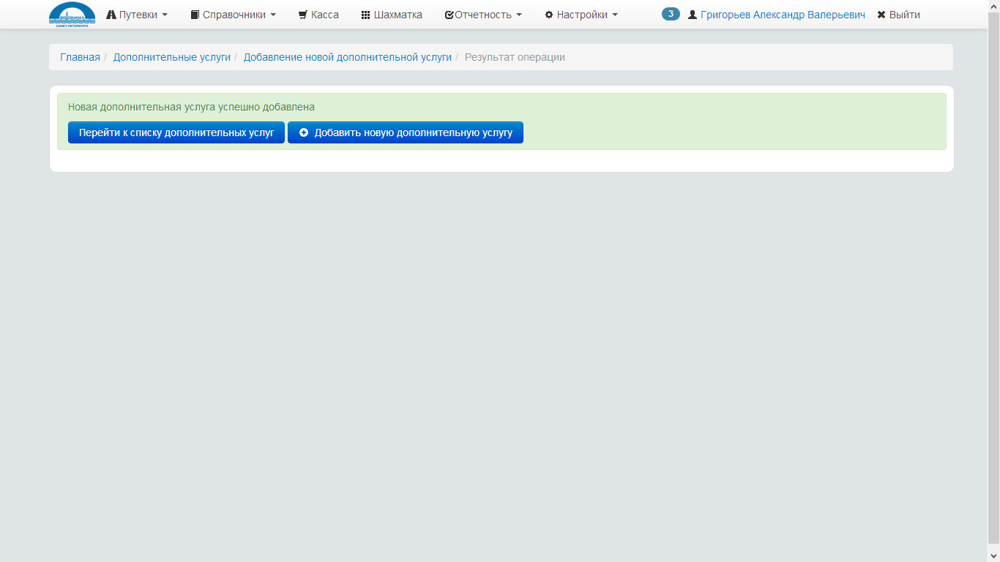 ВОДОКАНАЛ
САНКТ-ПЕТЕРБУРГА
Путевки Справочники Касса Шахматка Отчетность Настройки 3 Григорьев Александр Валерьевич Выйти
Главная / Дополнительные услуги / Добавление новой дополнительной услуги / Результат операции
Новая дополнительная услуга успешно добавлена
Перейти к списку дополнительных услуг Добавить новую дополнительную услугу